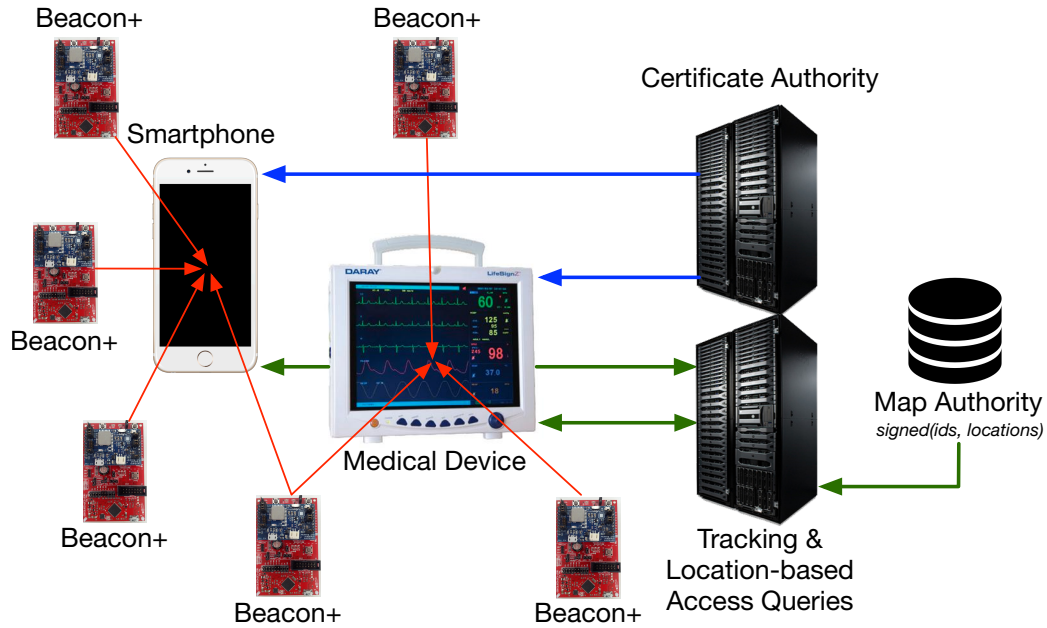 Beacon+
Beacon+
Smartphone
Certificate Authority
DARAY
60
125
95
85
98
37.0
18
Beacon+
Medical Device
Map Authority
signed(ids, locations)
Beacon+
Beacon+
Beacon+
Tracking &
Location-based
Access Queries